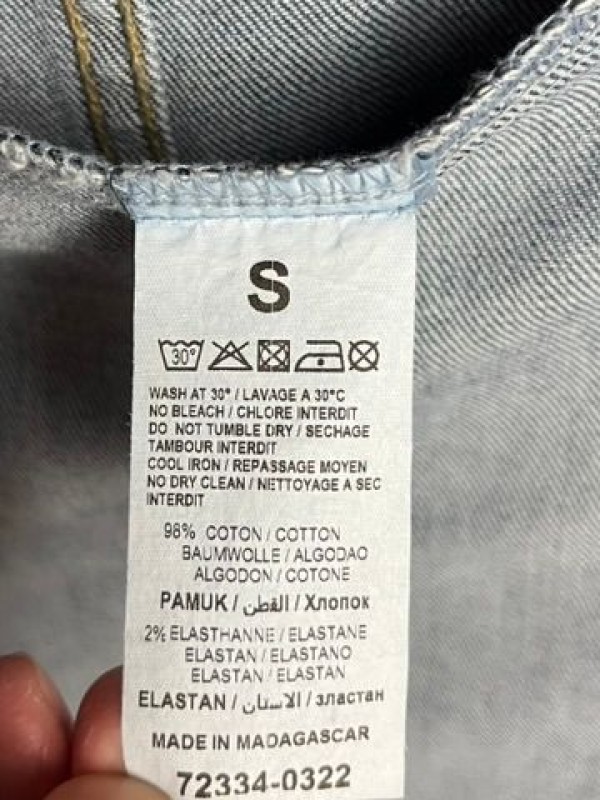 S
30°
WASH AT 30° / LAVAGE A 30°C
NO BLEACH / CHLORE INTERDIT
DO NOT TUMBLE DRY / SECHAGE
TAMBOUR INTERDIT
COOL IRON / REPASSAGE MOYEN
NO DRY CLEAN / NETTOYAGE A SEC
INTERDIT
98% COTON / COTTON
BAUMWOLLE / ALGODAO
ALGODON / COTONE
PAMUK / القطن / Хлопок
2% ELASTHANNE / ELASTANE
ELASTAN / ELASTANO
ELASTAN / ELASTAN
ELASTAN / الاستان / эластан
MADE IN MADAGASCAR
72334-0322